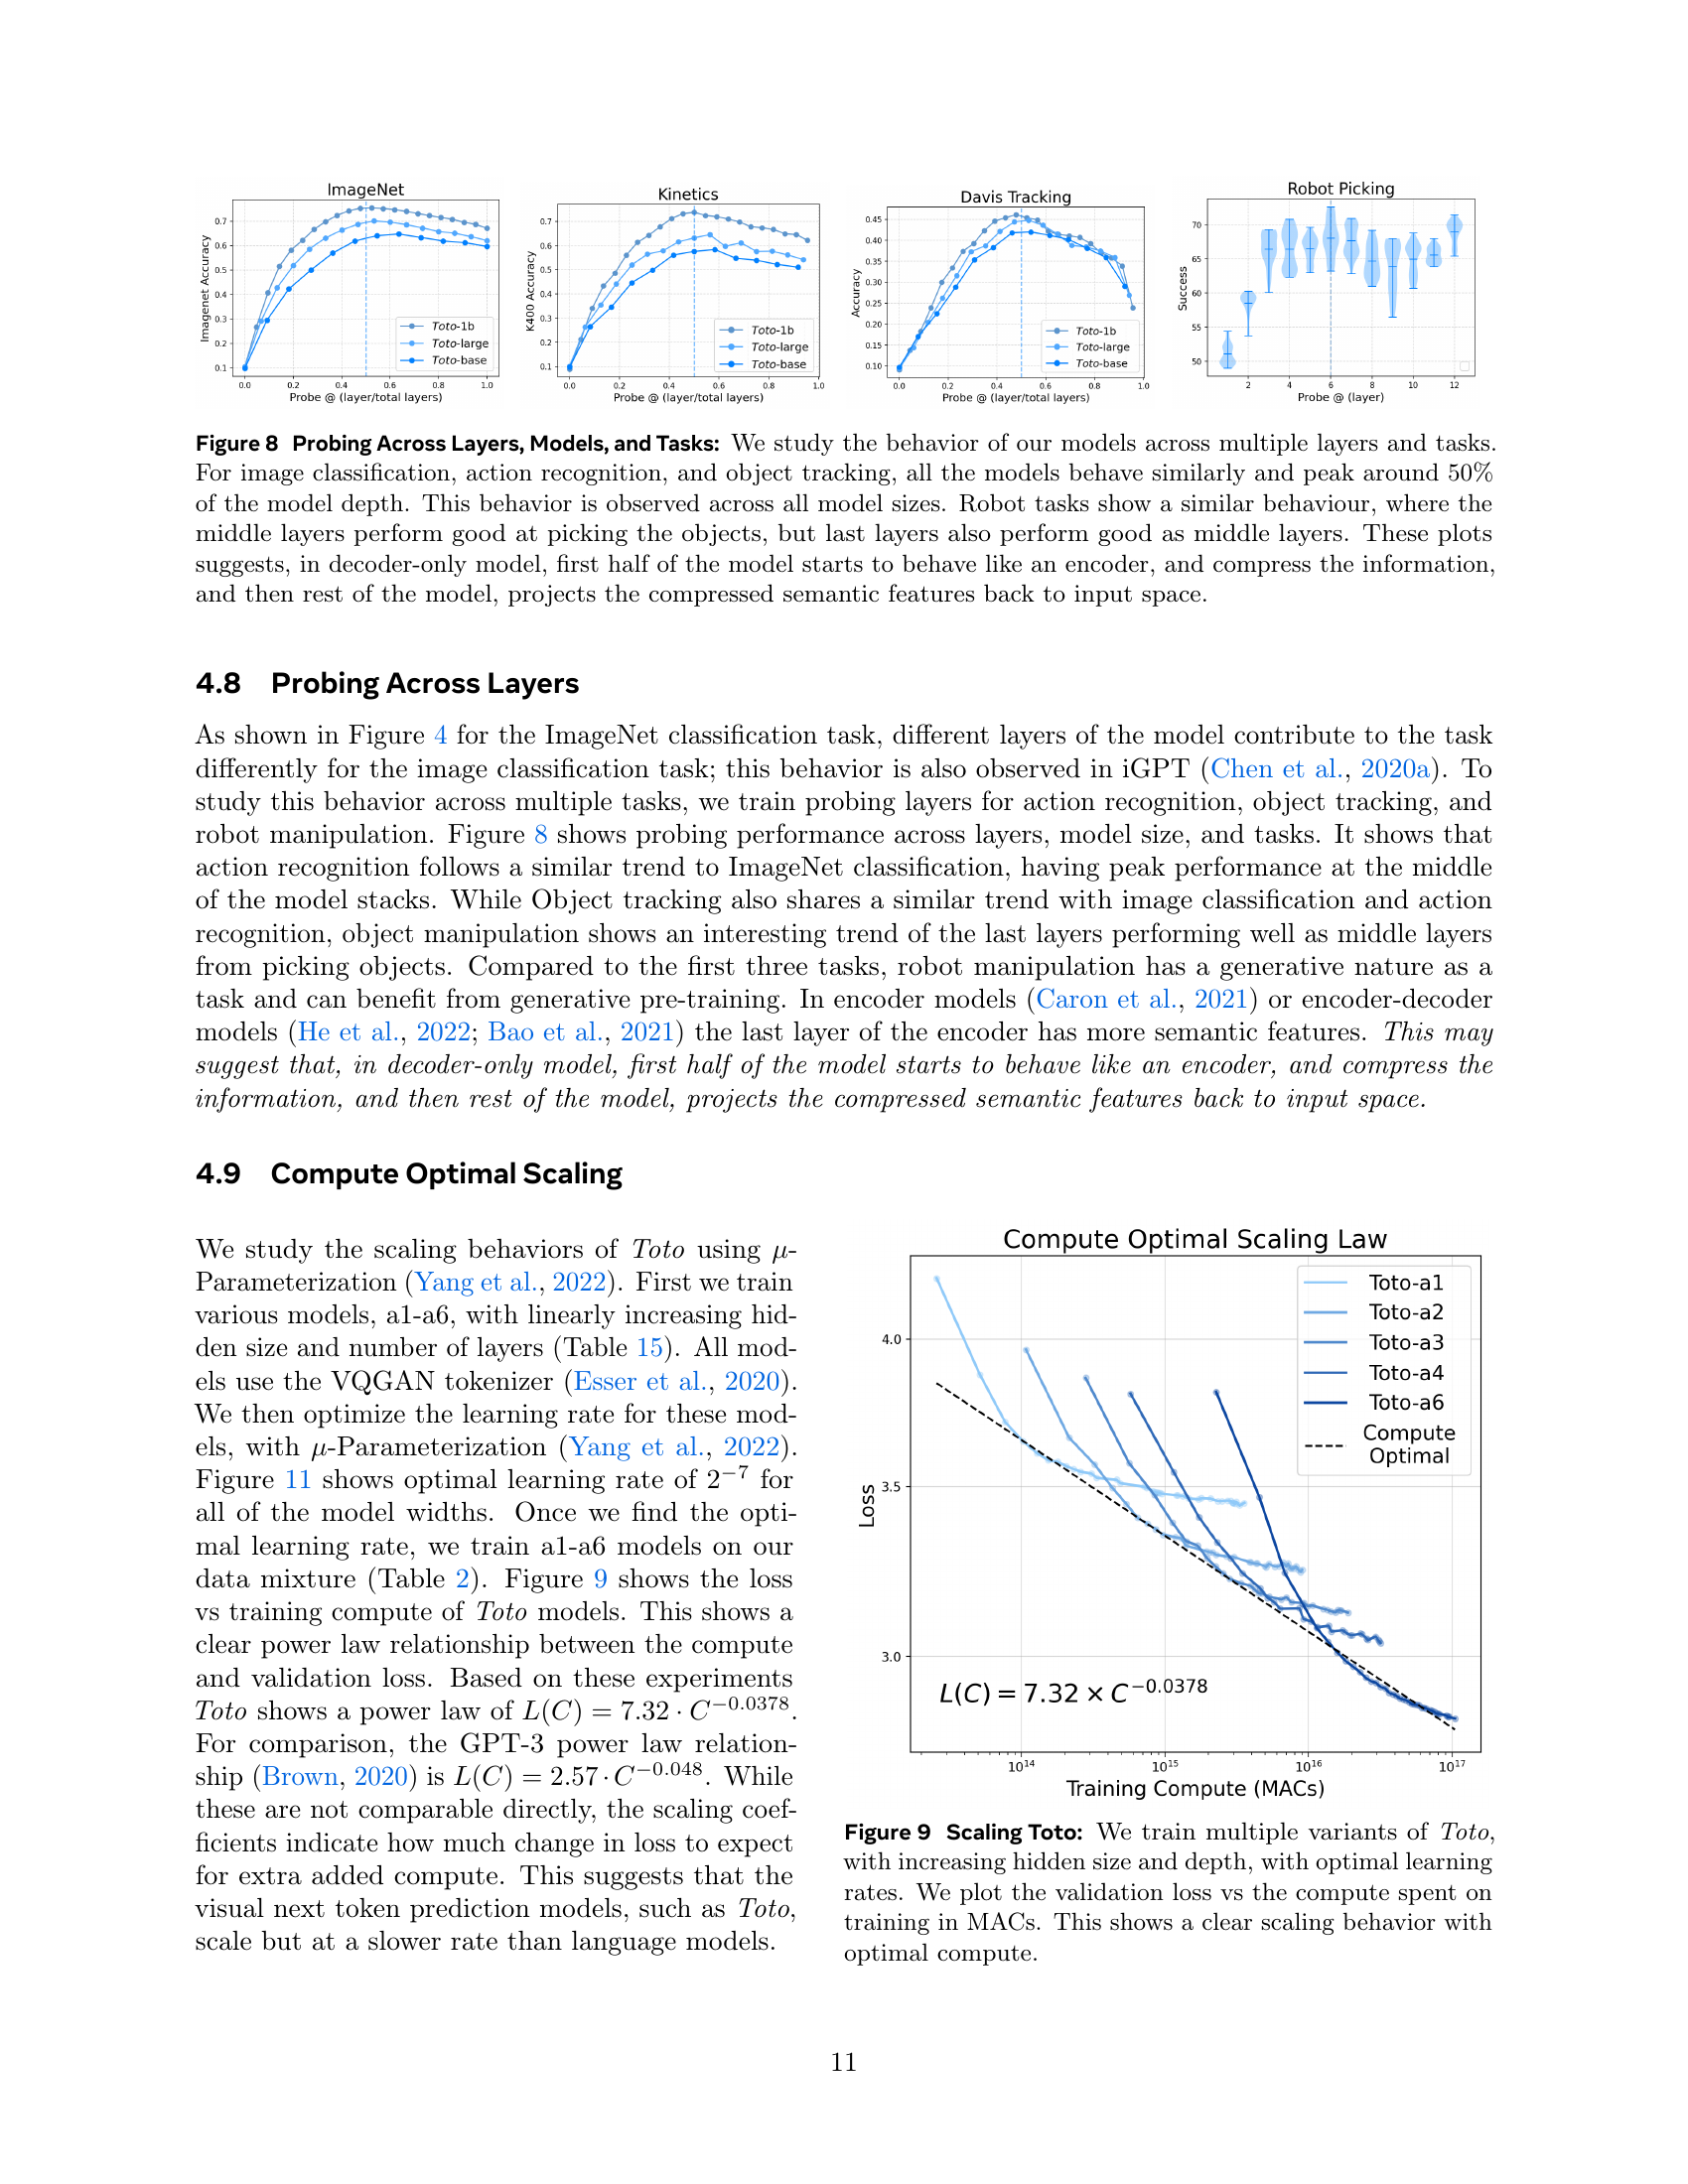 ImageNet
Imagenet Accuracy
0.7
0.6
0.5
0.4
0.3
0.2
0.1
0.0 0.2 0.4 0.6 0.8 1.0
Probe @ (layer/total layers)
Toto-1b
Toto-large
Toto-base
Kinetics
K400 Accuracy
0.7
0.6
0.5
0.4
0.3
0.2
0.1
0.0 0.2 0.4 0.6 0.8 1.0
Probe @ (layer/total layers)
Toto-1b
Toto-large
Toto-base
Davis Tracking
Accuracy
0.45
0.40
0.35
0.30
0.25
0.20
0.15
0.10
0.0 0.2 0.4 0.6 0.8 1.0
Probe @ (layer/total layers)
Toto-1b
Toto-large
Toto-base
Robot Picking
Success
70
65
60
55
50
2 4 6 8 10 12
Probe @ (layer)
Figure 8 Probing Across Layers, Models, and Tasks: We study the behavior of our models across multiple layers and tasks.
For image classification, action recognition, and object tracking, all the models behave similarly and peak around 50%
of the model depth. This behavior is observed across all model sizes. Robot tasks show a similar behaviour, where the
middle layers perform good at picking the objects, but last layers also perform good as middle layers. These plots
suggests, in decoder-only model, first half of the model starts to behave like an encoder, and compress the information,
and then rest of the model, projects the compressed semantic features back to input space.
4.8 Probing Across Layers
As shown in Figure 4 for the ImageNet classification task, different layers of the model contribute to the task
differently for the image classification task; this behavior is also observed in iGPT (Chen et al., 2020a). To
study this behavior across multiple tasks, we train probing layers for action recognition, object tracking, and
robot manipulation. Figure 8 shows probing performance across layers, model size, and tasks. It shows that
action recognition follows a similar trend to ImageNet classification, having peak performance at the middle
of the model stacks. While Object tracking also shares a similar trend with image classification and action
recognition, object manipulation shows an interesting trend of the last layers performing well as middle layers
from picking objects. Compared to the first three tasks, robot manipulation has a generative nature as a
task and can benefit from generative pre-training. In encoder models (Caron et al., 2021) or encoder-decoder
models (He et al., 2022; Bao et al., 2021) the last layer of the encoder has more semantic features. This may
suggest that, in decoder-only model, first half of the model starts to behave like an encoder, and compress the
information, and then rest of the model, projects the compressed semantic features back to input space.
4.9 Compute Optimal Scaling
We study the scaling behaviors of Toto using μ-
Parameterization (Yang et al., 2022). First we train
various models, a1-a6, with linearly increasing hid-
den size and number of layers (Table 15). All mod-
els use the VQGAN tokenizer (Esser et al., 2020).
We then optimize the learning rate for these mod-
els, with μ-Parameterization (Yang et al., 2022).
Figure 11 shows optimal learning rate of 2⁻⁷ for
all of the model widths. Once we find the opti-
mal learning rate, we train a1-a6 models on our
data mixture (Table 2). Figure 9 shows the loss
vs training compute of Toto models. This shows a
clear power law relationship between the compute
and validation loss. Based on these experiments
Toto shows a power law of L(C) = 7.32 · C^−0.0378.
For comparison, the GPT-3 power law relation-
ship (Brown, 2020) is L(C) = 2.57 · C^−0.048. While
these are not comparable directly, the scaling coef-
ficients indicate how much change in loss to expect
for extra added compute. This suggests that the
visual next token prediction models, such as Toto,
scale but at a slower rate than language models.
Compute Optimal Scaling Law
Loss
4.0
3.5
3.0
Toto-a1
Toto-a2
Toto-a3
Toto-a4
Toto-a6
Compute
Optimal
L(C) = 7.32 × C^−0.0378
10¹⁴ 10¹⁵ 10¹⁶ 10¹⁷
Training Compute (MACs)
Figure 9 Scaling Toto: We train multiple variants of Toto,
with increasing hidden size and depth, with optimal learning
rates. We plot the validation loss vs the compute spent on
training in MACs. This shows a clear scaling behavior with
optimal compute.
11